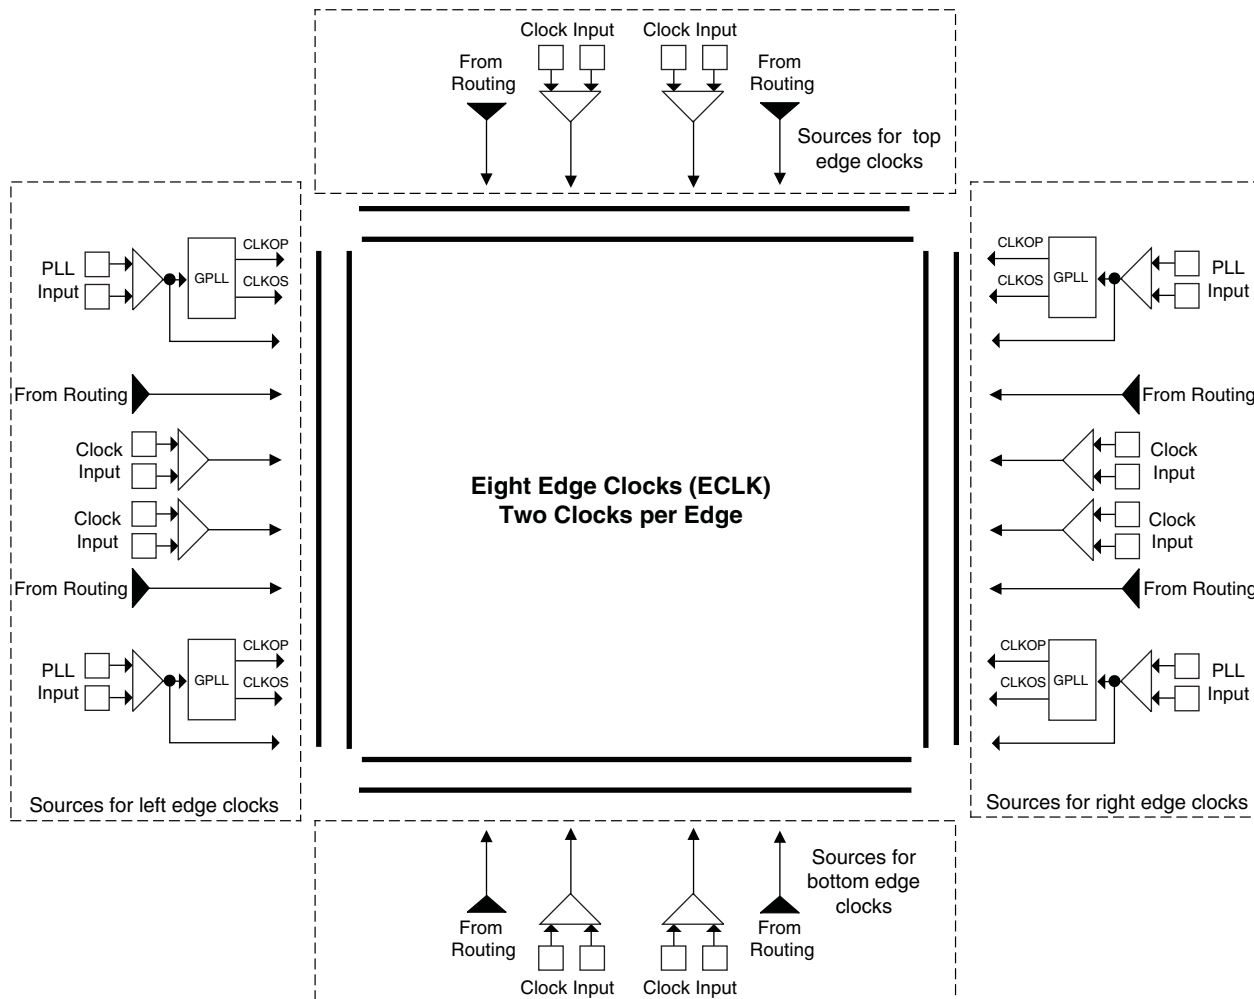 Clock Input
Clock Input
From
Routing
From
Routing
Sources for top
edge clocks
PLL
Input
GPLL
CLKOP
CLKOS
From Routing
Clock
Input
Clock
Input
From Routing
PLL
Input
GPLL
CLKOP
CLKOS
Sources for left edge clocks
Eight Edge Clocks (ECLK)
Two Clocks per Edge
CLKOP
CLKOS
GPLL
PLL
Input
From Routing
Clock
Input
Clock
Input
From Routing
CLKOP
CLKOS
GPLL
PLL
Input
Sources for right edge clocks
Sources for
bottom edge
clocks
From
Routing
From
Routing
Clock Input
Clock Input